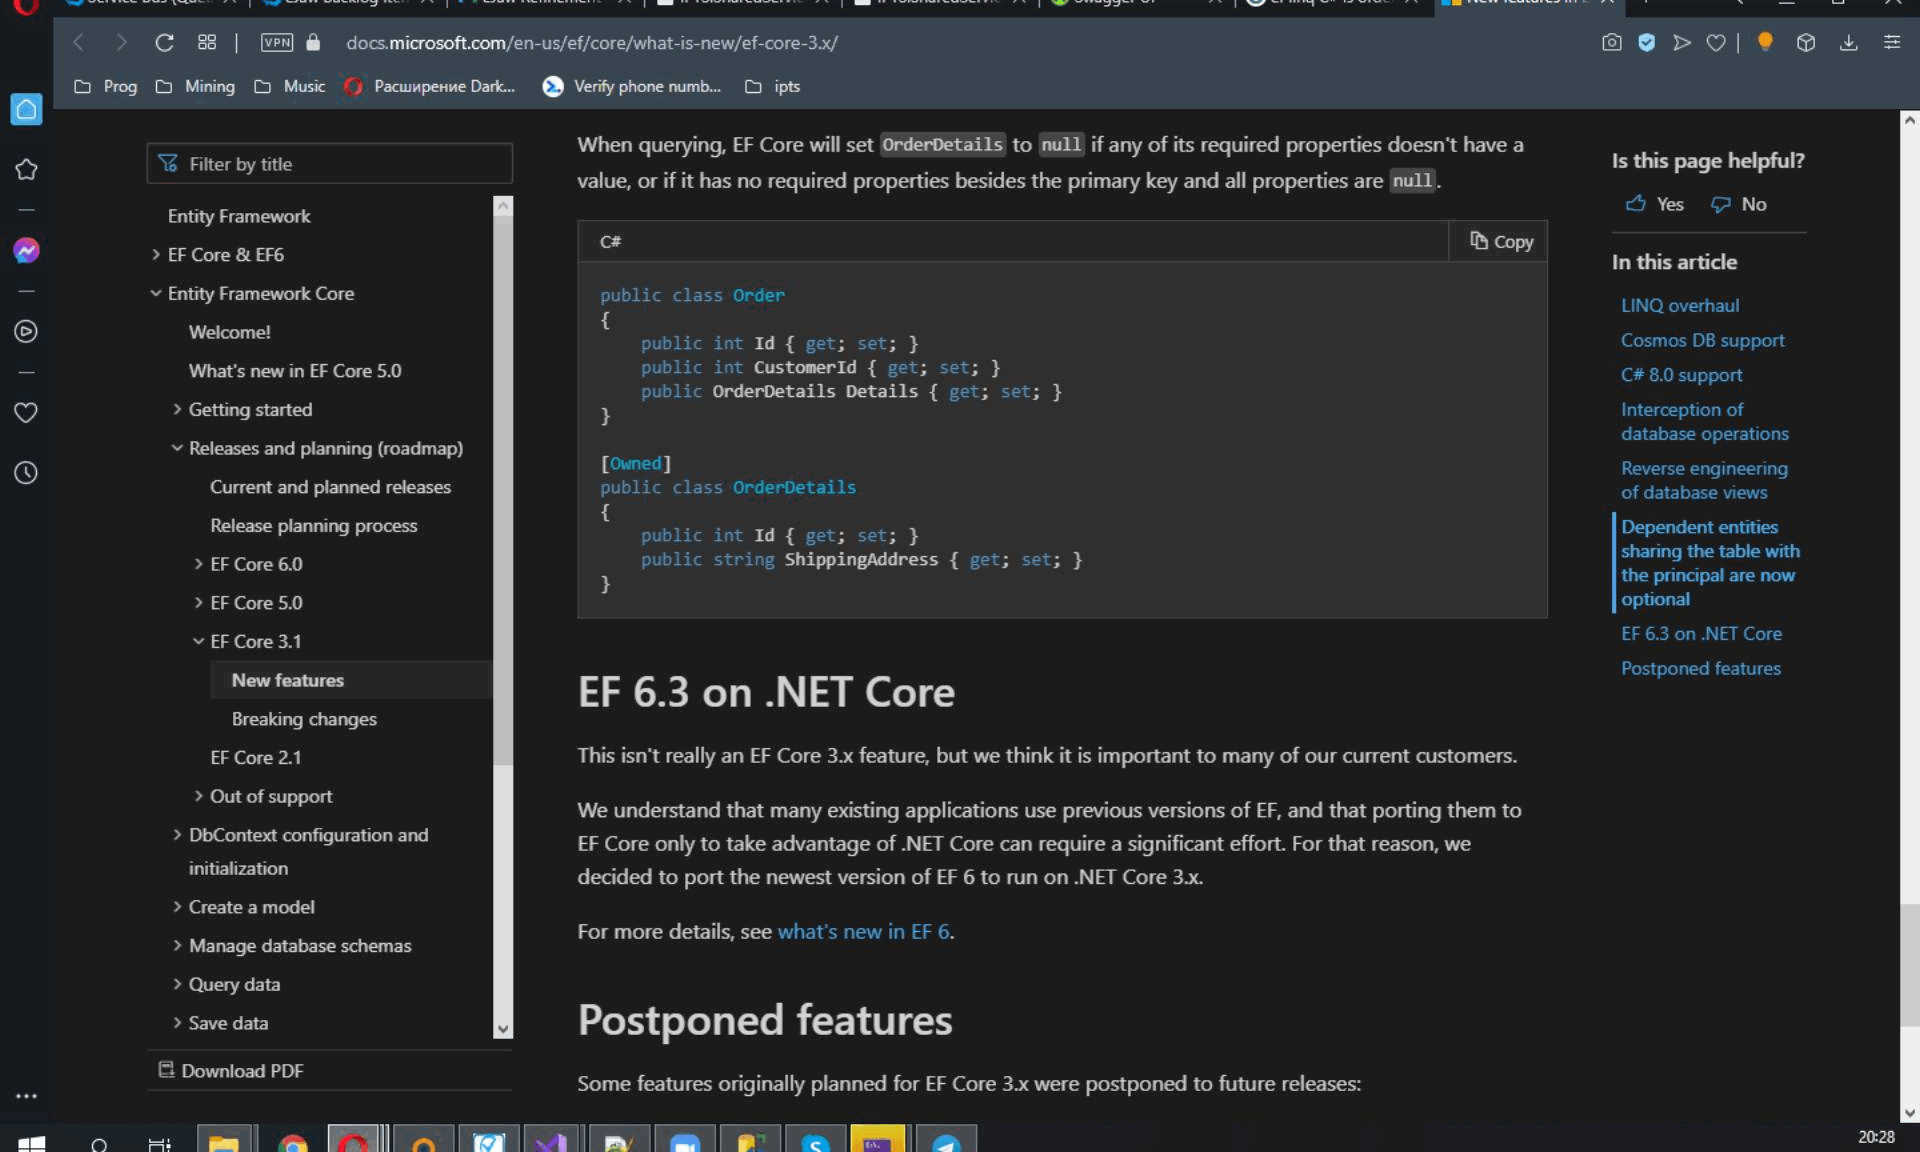 VPN
docs.microsoft.com/en-us/ef/core/what-is-new/ef-core-3.x/
Prog
Mining
Music
Расширение Dark...
Verify phone numb...
ipts
Filter by title
Entity Framework
EF Core & EF6
Entity Framework Core
Welcome!
What's new in EF Core 5.0
Getting started
Releases and planning (roadmap)
Current and planned releases
Release planning process
EF Core 6.0
EF Core 5.0
EF Core 3.1
New features
Breaking changes
EF Core 2.1
Out of support
DbContext configuration and
initialization
Create a model
Manage database schemas
Query data
Save data
Download PDF
When querying, EF Core will set OrderDetails to null if any of its required properties doesn't have a
value, or if it has no required properties besides the primary key and all properties are null.
C#
Copy
public class Order
{
    public int Id { get; set; }
    public int CustomerId { get; set; }
    public OrderDetails Details { get; set; }
}
[Owned]
public class OrderDetails
{
    public int Id { get; set; }
    public string ShippingAddress { get; set; }
}
EF 6.3 on .NET Core
This isn't really an EF Core 3.x feature, but we think it is important to many of our current customers.
We understand that many existing applications use previous versions of EF, and that porting them to
EF Core only to take advantage of .NET Core can require a significant effort. For that reason, we
decided to port the newest version of EF 6 to run on .NET Core 3.x.
For more details, see what's new in EF 6.
Postponed features
Some features originally planned for EF Core 3.x were postponed to future releases:
Is this page helpful?
Yes
No
In this article
LINQ overhaul
Cosmos DB support
C# 8.0 support
Interception of
database operations
Reverse engineering
of database views
Dependent entities
sharing the table with
the principal are now
optional
EF 6.3 on .NET Core
Postponed features
20:28